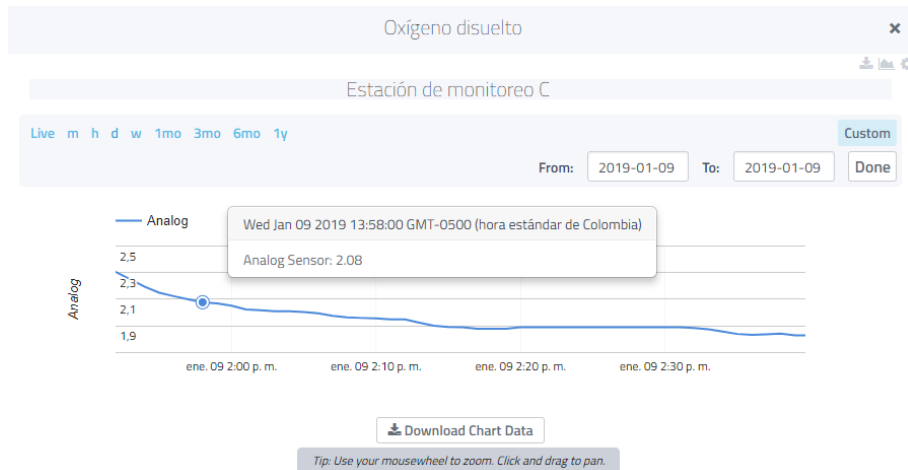 Oxígeno disuelto
Estación de monitoreo C
Live m h d w 1mo 3mo 6mo 1y Custom
From: 2019-01-09 To: 2019-01-09 Done
Analog
Wed Jan 09 2019 13:58:00 GMT-0500 (hora estándar de Colombia)
Analog Sensor: 2.08
Analog
2,5
2,3
2,1
1,9
ene. 09 2:00 p. m. ene. 09 2:10 p. m. ene. 09 2:20 p. m. ene. 09 2:30 p. m.
Download Chart Data
Tip: Use your mousewheel to zoom. Click and drag to pan.